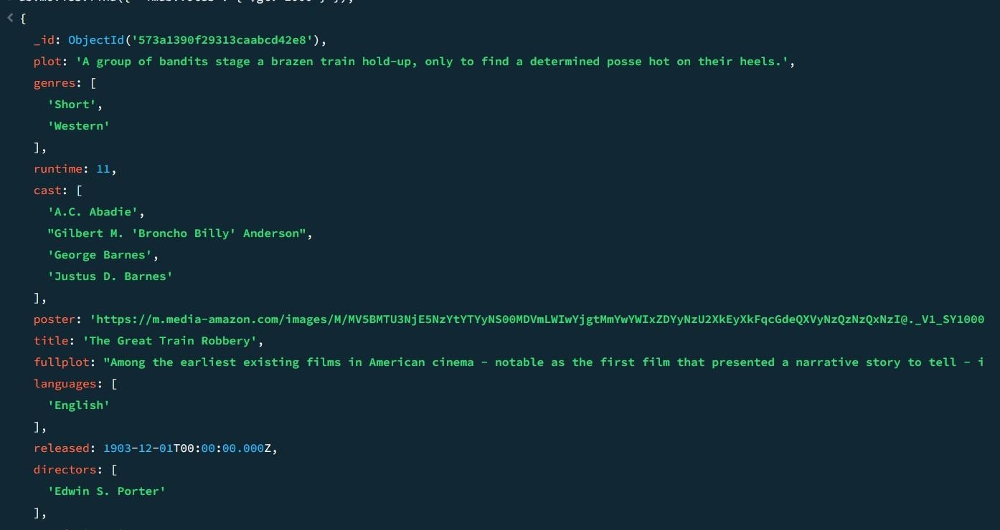 {
_id: ObjectId('573a1390f29313caabcd42e8'),
plot: 'A group of bandits stage a brazen train hold-up, only to find a determined posse hot on their heels.',
genres: [
'Short',
'Western'
],
runtime: 11,
cast: [
'A.C. Abadie',
"Gilbert M. 'Broncho Billy' Anderson",
'George Barnes',
'Justus D. Barnes'
],
poster: 'https://m.media-amazon.com/images/M/MV5BMTU3NjE5NzYtYTYyNS00MDVmLWIwYjgtMmYwYWIxZDYyNzU2XkEyXkFqcGdeQXVyNzQzNzQxNzI@._V1_SY1000
title: 'The Great Train Robbery',
fullplot: "Among the earliest existing films in American cinema - notable as the first film that presented a narrative story to tell - i
languages: [
'English'
],
released: 1903-12-01T00:00:00.000Z,
directors: [
'Edwin S. Porter'
],